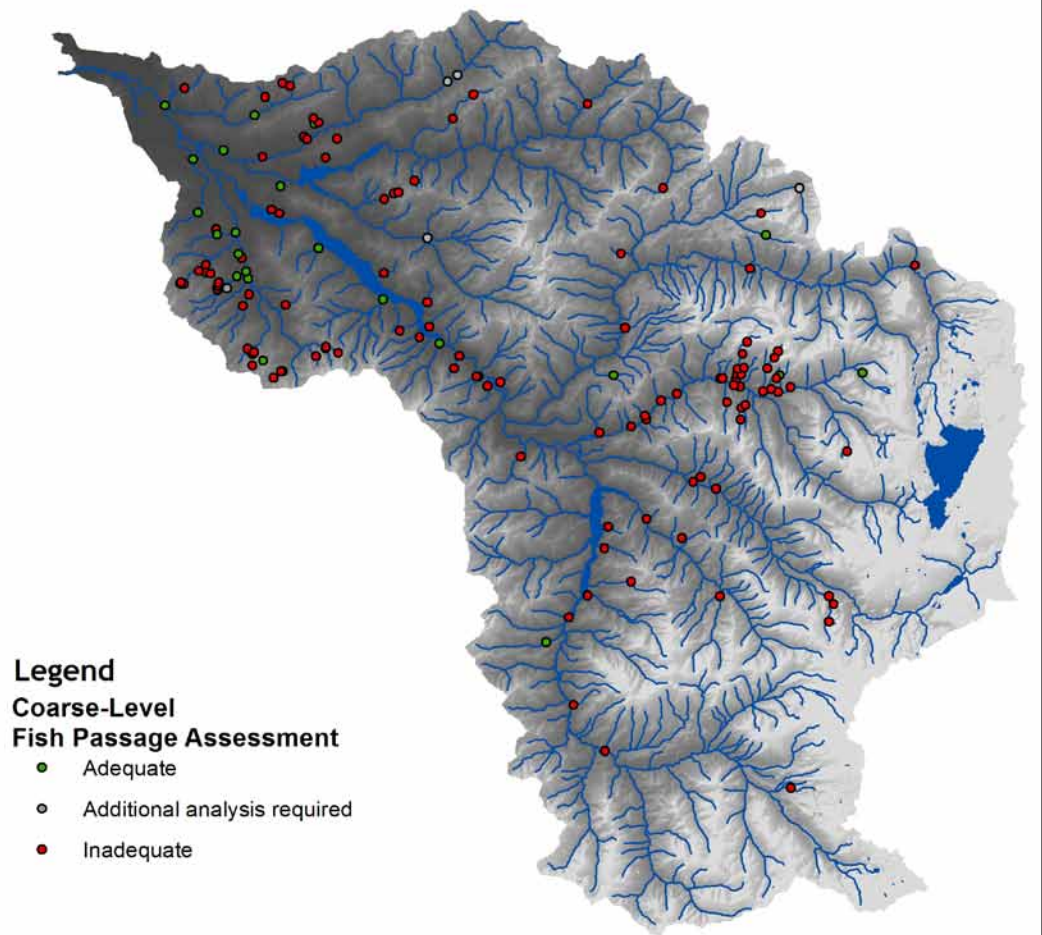 Legend
Coarse-Level
Fish Passage Assessment
Adequate
Additional analysis required
Inadequate